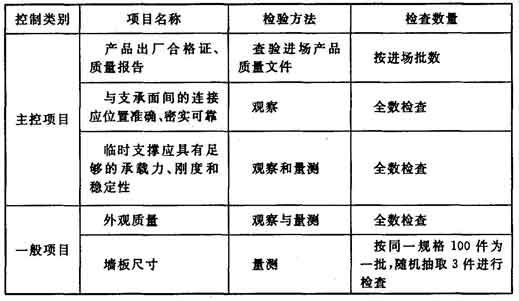 控制类别 项目名称 检验方法 检查数量
主控项目
产品出厂合格证、
质量报告
查验进场产品
质量文件
按进场批数
与支承面间的连接
应位置准确、密实可靠
观察
全数检查
临时支撑应具有足
够的承载力、刚度和
稳定性
观察和量测
全数检查
一般项目
外观质量
观察与量测
全数检查
墙板尺寸
量测
按同一规格 100 件为
一批,随机抽取 3 件进行
检查